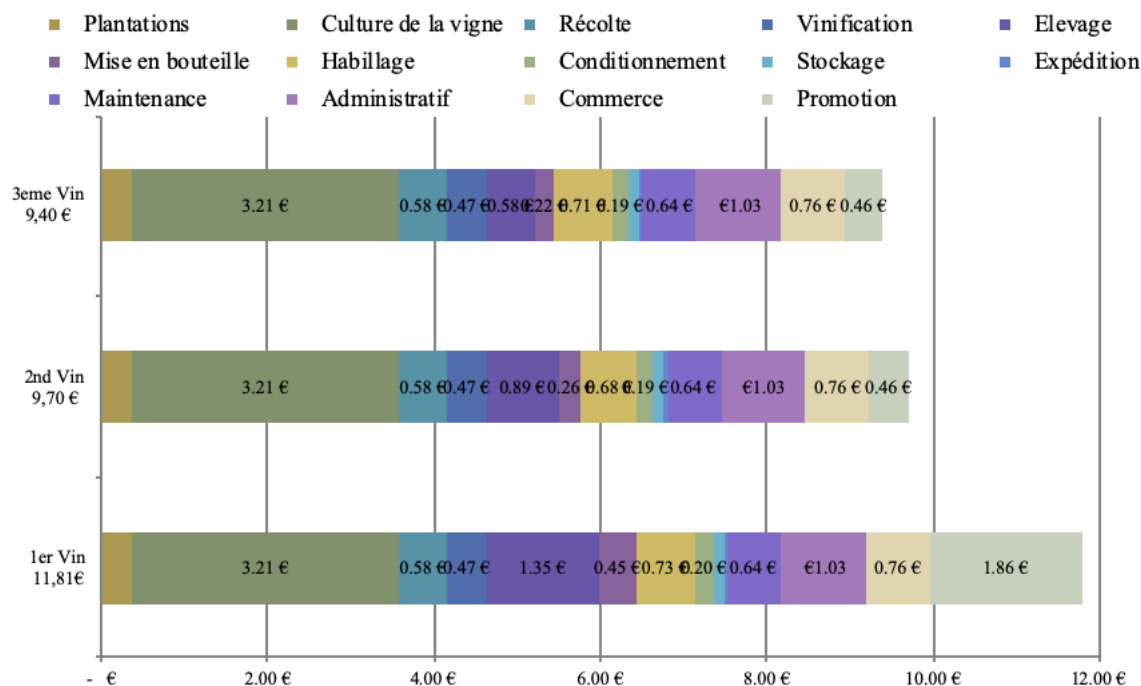 Plantations Culture de la vigne Récolte Vinification Elevage
Mise en bouteille Habillage Conditionnement Stockage Expédition
Maintenance Administratif Commerce Promotion
3eme Vin
9,40 €
3.21 € 0.58 € 0.47 € 0.58 € 0.22 € 0.71 € 0.19 € 0.64 € €1.03 0.76 € 0.46 €
2nd Vin
9,70 €
3.21 € 0.58 € 0.47 € 0.89 € 0.26 € 0.68 € 0.19 € 0.64 € €1.03 0.76 € 0.46 €
1er Vin
11,81€
3.21 € 0.58 € 0.47 € 1.35 € 0.45 € 0.73 € 0.20 € 0.64 € €1.03 0.76 € 1.86 €
- € 2.00 € 4.00 € 6.00 € 8.00 € 10.00 € 12.00 €